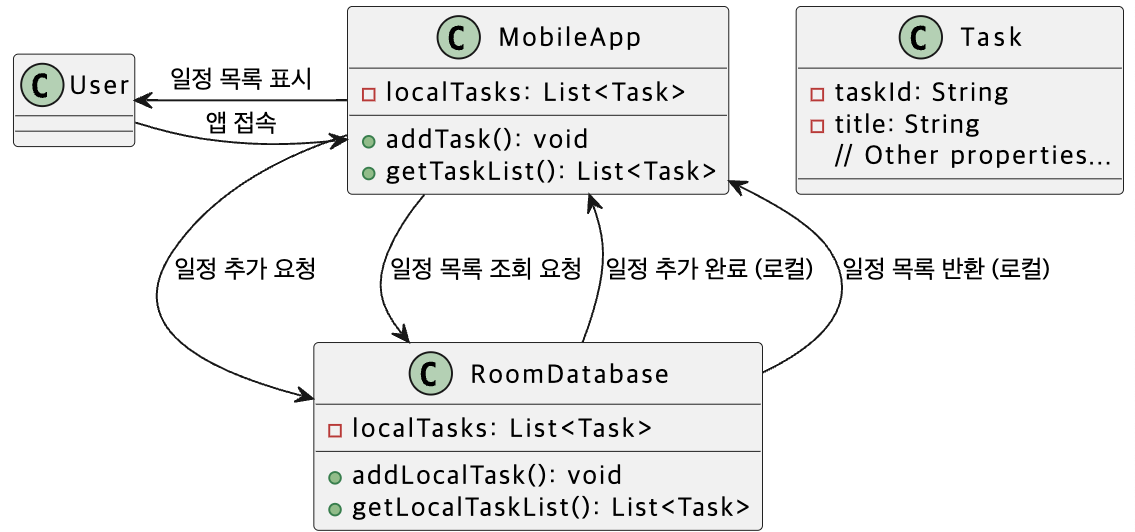 C User
일정 목록 표시
앱 접속
C MobileApp
localTasks: List<Task>
addTask(): void
getTaskList(): List<Task>
C Task
taskId: String
title: String
// Other properties...
일정 추가 요청
일정 목록 조회 요청
일정 추가 완료 (로컬)
일정 목록 반환 (로컬)
C RoomDatabase
localTasks: List<Task>
addLocalTask(): void
getLocalTaskList(): List<Task>